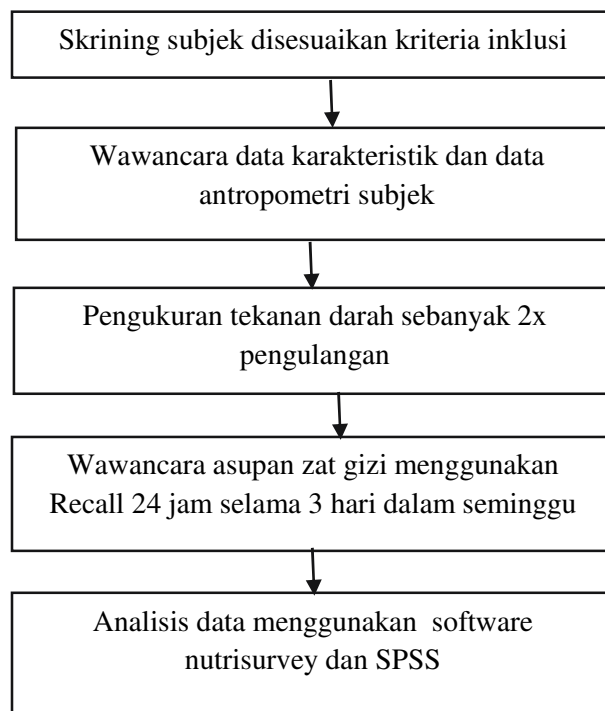 Skrining subjek disesuaikan kriteria inklusi
Wawancara data karakteristik dan data
antropometri subjek
Pengukuran tekanan darah sebanyak 2x
pengulangan
Wawancara asupan zat gizi menggunakan
Recall 24 jam selama 3 hari dalam seminggu
Analisis data menggunakan software
nutrisurvey dan SPSS